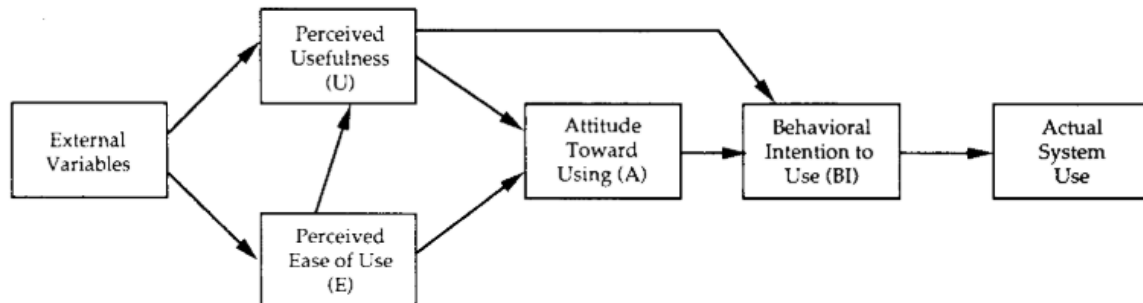 Perceived
Usefulness
(U)
External
Variables
Attitude
Toward
Using (A)
Behavioral
Intention to
Use (BI)
Actual
System
Use
Perceived
Ease of Use
(E)